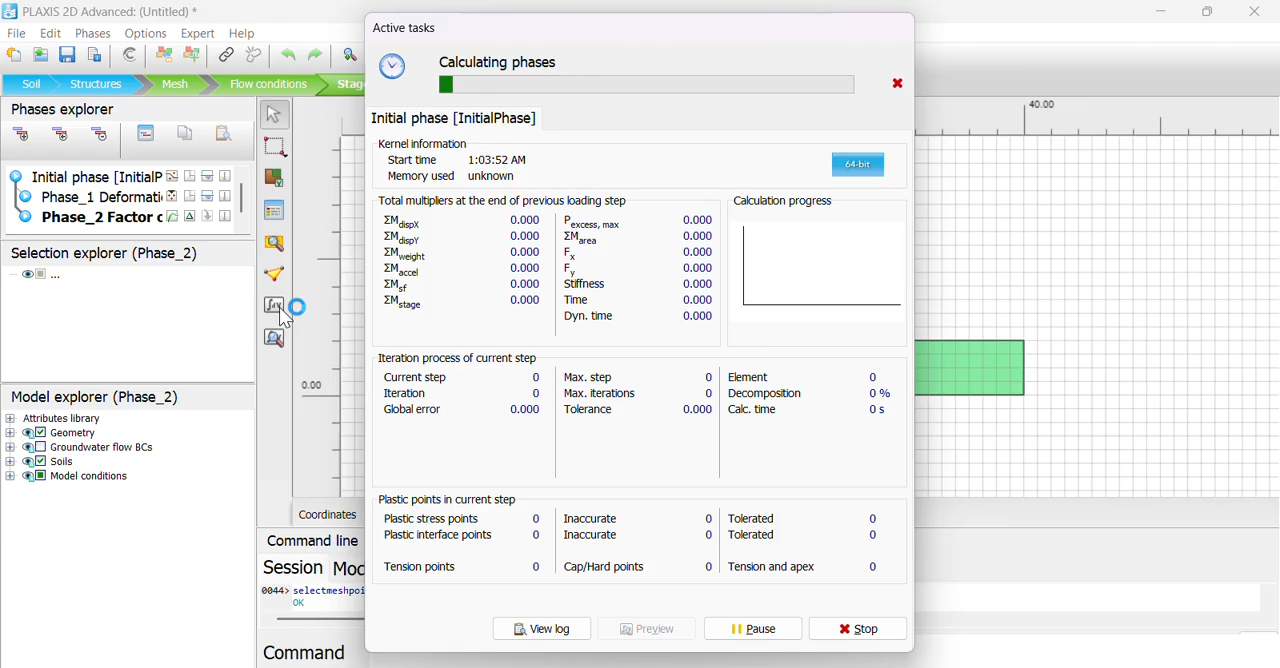 PLAXIS 2D Advanced: (Untitled) *
File Edit Phases Options Expert Help
Soil Structures Mesh Flow conditions Stag
Phases explorer
Initial phase [InitialP
Phase_1 Deformati
Phase_2 Factor c
Selection explorer (Phase_2)
...
Model explorer (Phase_2)
Attributes library
Geometry
Groundwater flow BCs
Soils
Model conditions
40.00
0.00
Coordinates
Command line
Session Moc
0044> selectmeshpoi
OK
Command
Active tasks
Calculating phases
Initial phase [InitialPhase]
Kernel information
Start time 1:03:52 AM
Memory used unknown
64-bit
Total multipliers at the end of previous loading step
ΣMdispX 0.000 Pexcess, max 0.000
ΣMdispY 0.000 ΣMarea 0.000
ΣMweight 0.000 Fx 0.000
ΣMaccel 0.000 Fy 0.000
ΣMsf 0.000 Stiffness 0.000
ΣMstage 0.000 Time 0.000
Dyn. time 0.000
Calculation progress
Iteration process of current step
Current step 0 Max. step 0 Element 0
Iteration 0 Max. iterations 0 Decomposition 0 %
Global error 0.000 Tolerance 0.000 Calc. time 0 s
Plastic points in current step
Plastic stress points 0 Inaccurate 0 Tolerated 0
Plastic interface points 0 Inaccurate 0 Tolerated 0
Tension points 0 Cap/Hard points 0 Tension and apex 0
View log Preview Pause Stop